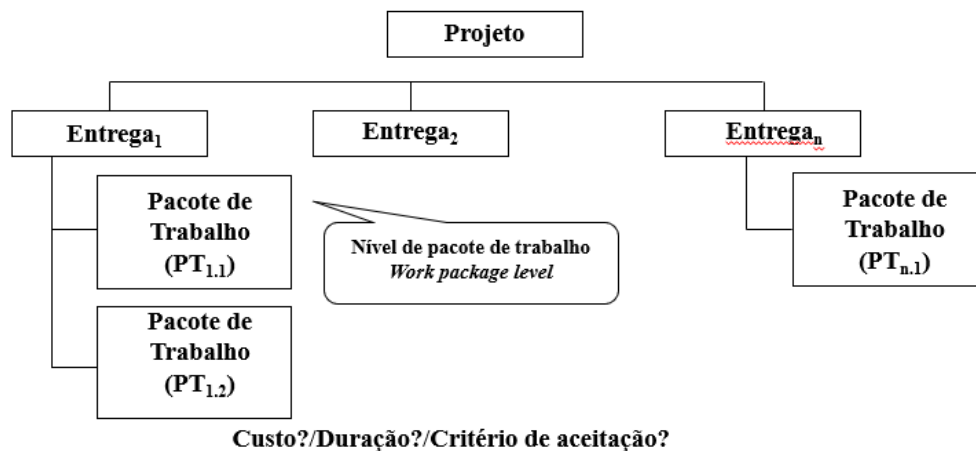 Projeto
Entrega₁
Entrega₂
Entregaₙ
Pacote de
Trabalho
(PT₁.₁)
Nível de pacote de trabalho
Work package level
Pacote de
Trabalho
(PTₙ.₁)
Pacote de
Trabalho
(PT₁.₂)
Custo?/Duração?/Critério de aceitação?